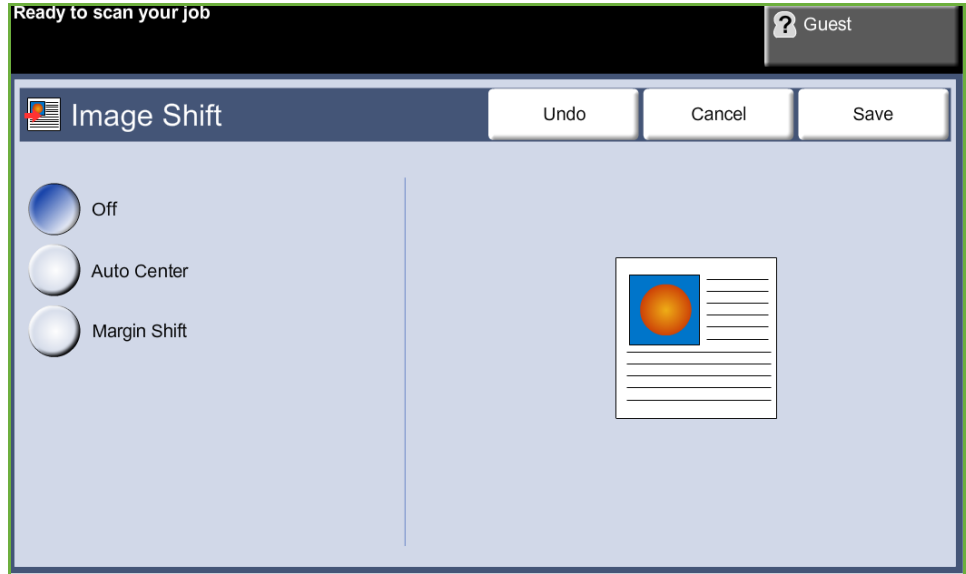 Ready to scan your job
? Guest
Image Shift
Undo
Cancel
Save
Off
Auto Center
Margin Shift